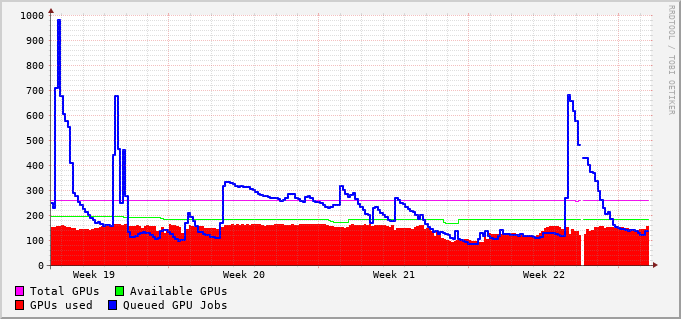 RRDTOOL / TOBI OETIKER
1000
900
800
700
600
500
400
300
200
100
0
Week 19 Week 20 Week 21 Week 22
Total GPUs Available GPUs
GPUs used Queued GPU Jobs